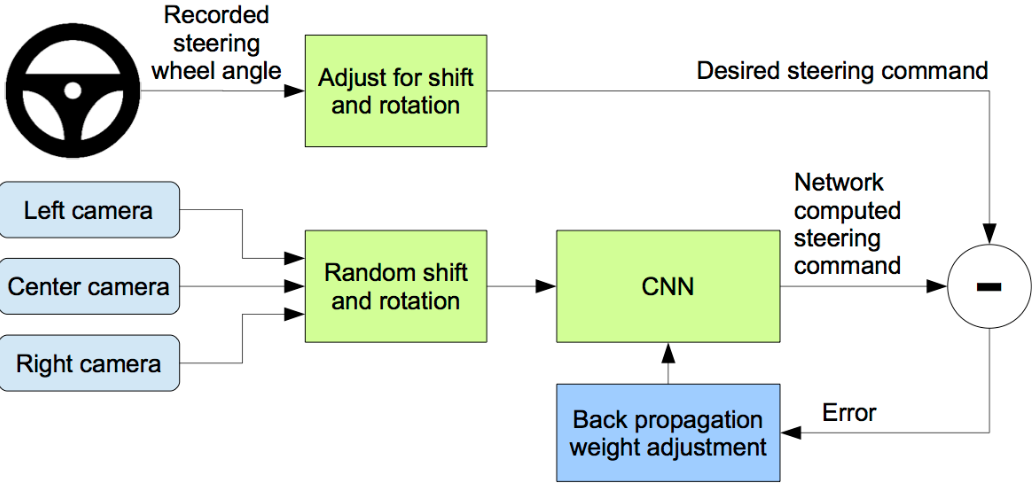 Recorded
steering
wheel angle
Adjust for shift
and rotation
Desired steering command
Left camera
Center camera
Right camera
Random shift
and rotation
CNN
Network
computed
steering
command
-
Back propagation
weight adjustment
Error